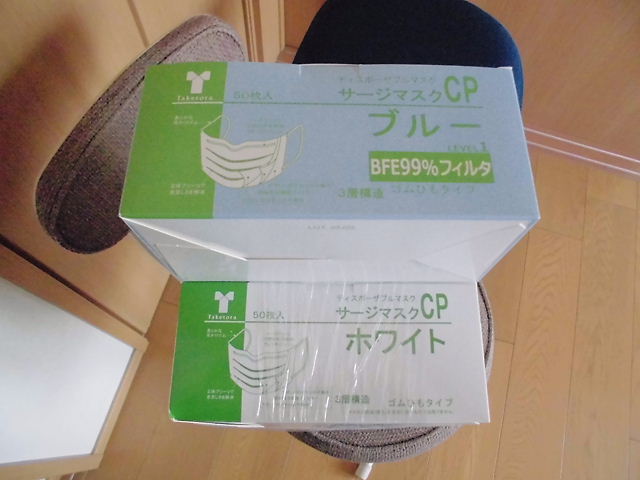 Taketora
50枚入
ディスポーザブルマスク
サージマスクCP
ブルー
LEVEL 1
BFE99%フィルタ
3層構造
ゴムひもタイプ
Taketora
50枚入
ディスポーザブルマスク
サージマスクCP
ホワイト
3層構造
ゴムひもタイプ